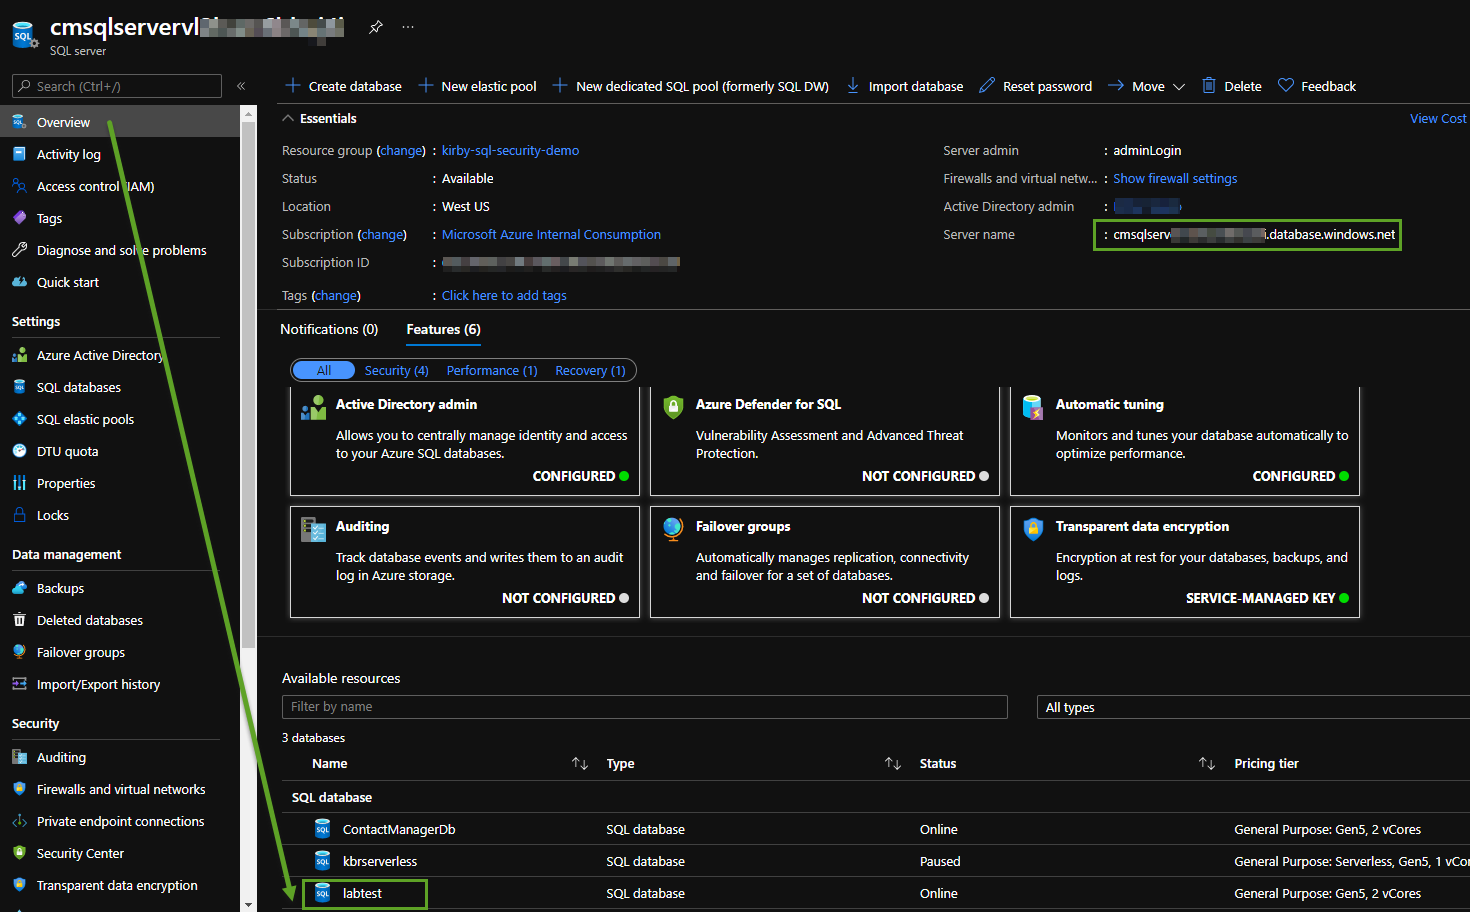 cmsqlserverv
SQL server
Search (Ctrl+/)
«
Create database
New elastic pool
New dedicated SQL pool (formerly SQL DW)
Import database
Reset password
Move
Delete
Feedback
Overview
Activity log
Access control (IAM)
Tags
Diagnose and solve problems
Quick start
Settings
Azure Active Directory
SQL databases
SQL elastic pools
DTU quota
Properties
Locks
Data management
Backups
Deleted databases
Failover groups
Import/Export history
Security
Auditing
Firewalls and virtual networks
Private endpoint connections
Security Center
Transparent data encryption
Essentials
View Cost
Resource group (change) : kirby-sql-security-demo
Status : Available
Location : West US
Subscription (change) : Microsoft Azure Internal Consumption
Subscription ID :
Tags (change) : Click here to add tags
Server admin : adminLogin
Firewalls and virtual netw... : Show firewall settings
Active Directory admin :
Server name : cmsqlserv i.database.windows.net
Notifications (0)
Features (6)
All
Security (4)
Performance (1)
Recovery (1)
Active Directory admin
Allows you to centrally manage identity and access
to your Azure SQL databases.
CONFIGURED
Azure Defender for SQL
Vulnerability Assessment and Advanced Threat
Protection.
NOT CONFIGURED
Automatic tuning
Monitors and tunes your database automatically to
optimize performance.
CONFIGURED
Auditing
Track database events and writes them to an audit
log in Azure storage.
NOT CONFIGURED
Failover groups
Automatically manages replication, connectivity
and failover for a set of databases.
NOT CONFIGURED
Transparent data encryption
Encryption at rest for your databases, backups, and
logs.
SERVICE-MANAGED KEY
Available resources
Filter by name
All types
3 databases
Name Type Status Pricing tier
SQL database
ContactManagerDb SQL database Online General Purpose: Gen5, 2 vCores
kbrserverless SQL database Paused General Purpose: Serverless, Gen5, 1 vCo
labtest SQL database Online General Purpose: Gen5, 2 vCores